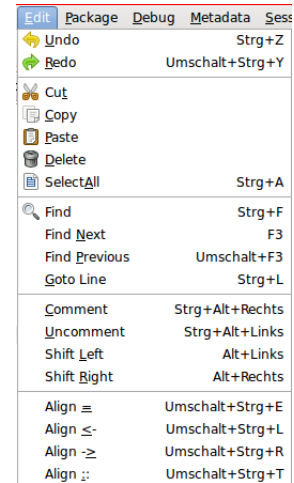 Edit Package Debug Metadata Sess
Undo Strg+Z
Redo Umschalt+Strg+Y
Cut
Copy
Paste
Delete
SelectAll Strg+A
Find Strg+F
Find Next F3
Find Previous Umschalt+F3
Goto Line Strg+L
Comment Strg+Alt+Rechts
Uncomment Strg+Alt+Links
Shift Left Alt+Links
Shift Right Alt+Rechts
Align = Umschalt+Strg+E
Align <- Umschalt+Strg+L
Align -> Umschalt+Strg+R
Align :: Umschalt+Strg+T